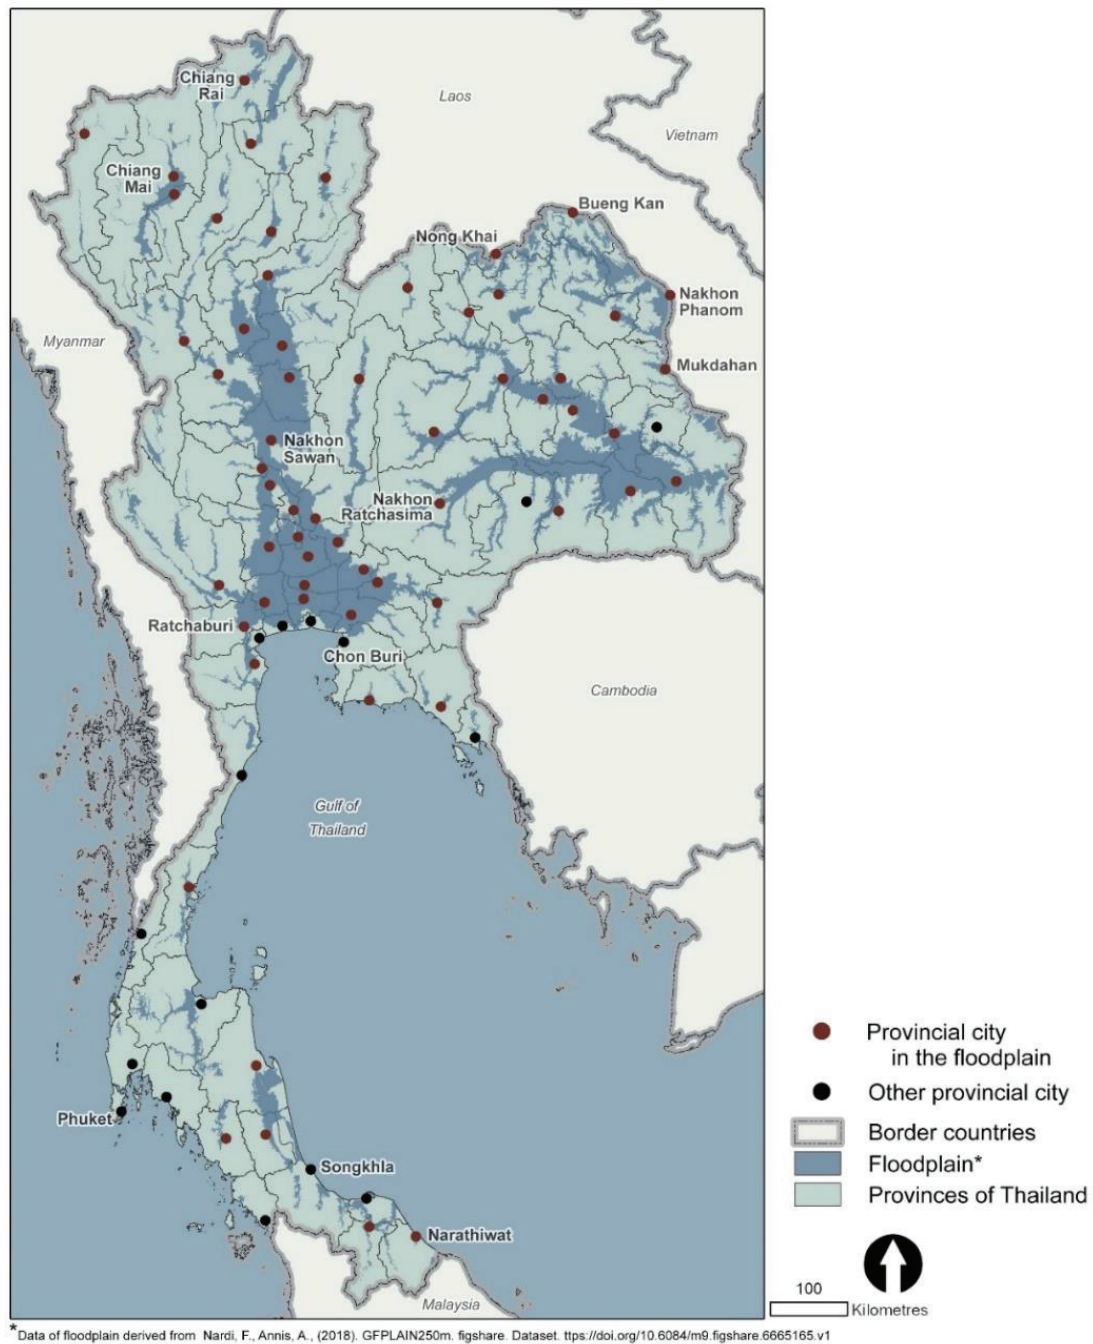 Chiang
Rai
Laos
Vietnam
Chiang
Mai
Bueng Kan
Nong Khai
Nakhon
Phanom
Myanmar
Mukdahan
Nakhon
Sawan
Nakhon
Ratchasima
Ratchaburi
Chon Buri
Cambodia
Gulf of
Thailand
Phuket
Songkhla
Narathiwat
Malaysia
Provincial city
in the floodplain
Other provincial city
Border countries
Floodplain*
Provinces of Thailand
100
Kilometres
*Data of floodplain derived from Nardi, F., Annis, A., (2018). GFPLAIN250m. figshare. Dataset. ttps://doi.org/10.6084/m9.figshare.6665165.v1